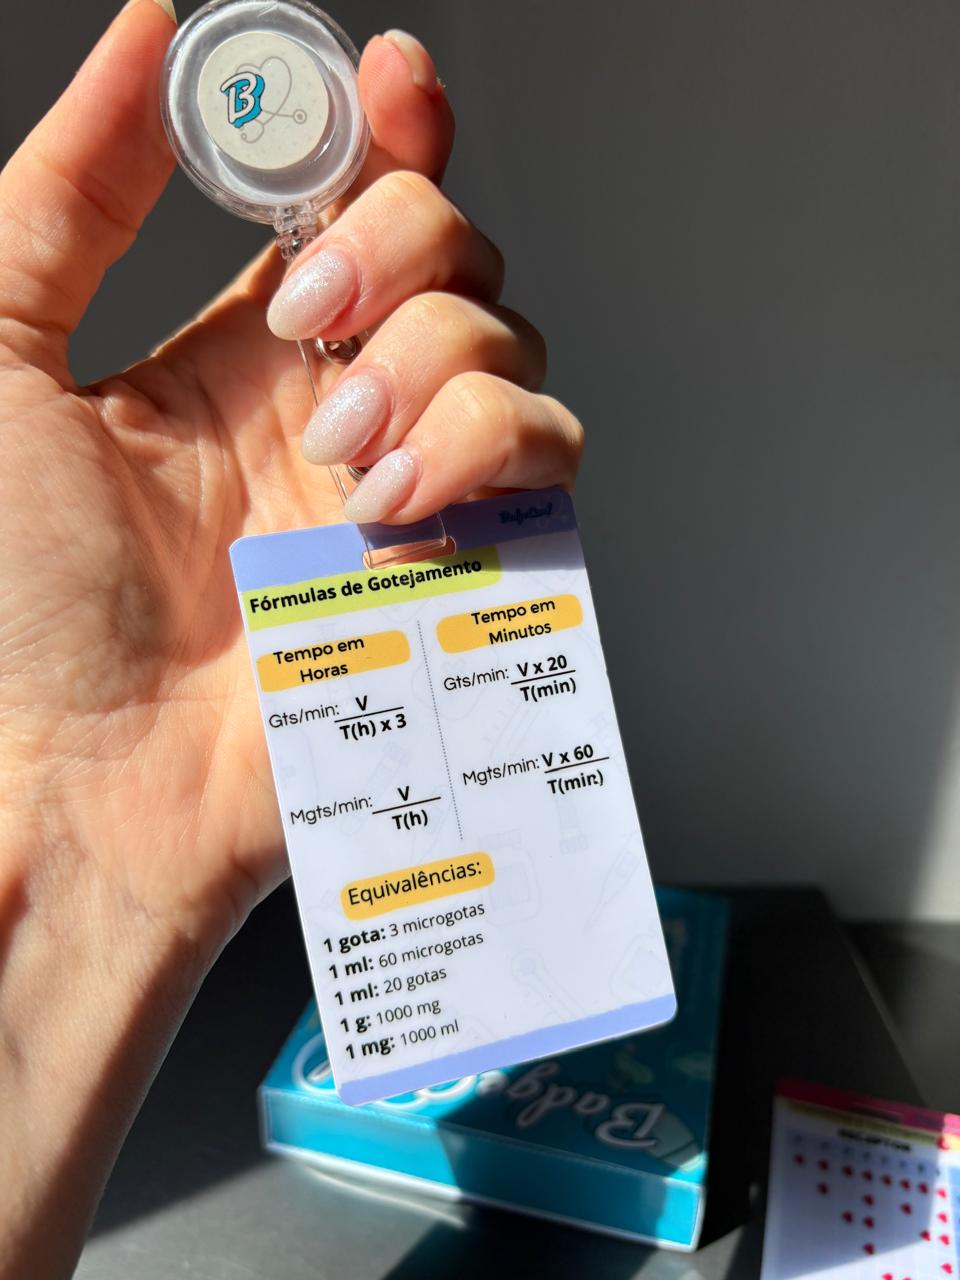 B
Fórmulas de Gotejamento
Tempo em
Horas
Gts/min: V
T(h) x 3
Mgts/min: V
T(h)
Tempo em
Minutos
Gts/min: V x 20
T(min)
Mgts/min: V x 60
T(min)
Equivalências:
1 gota: 3 microgotas
1 ml: 60 microgotas
1 ml: 20 gotas
1 g: 1000 mg
1 mg: 1000 ml
Badge